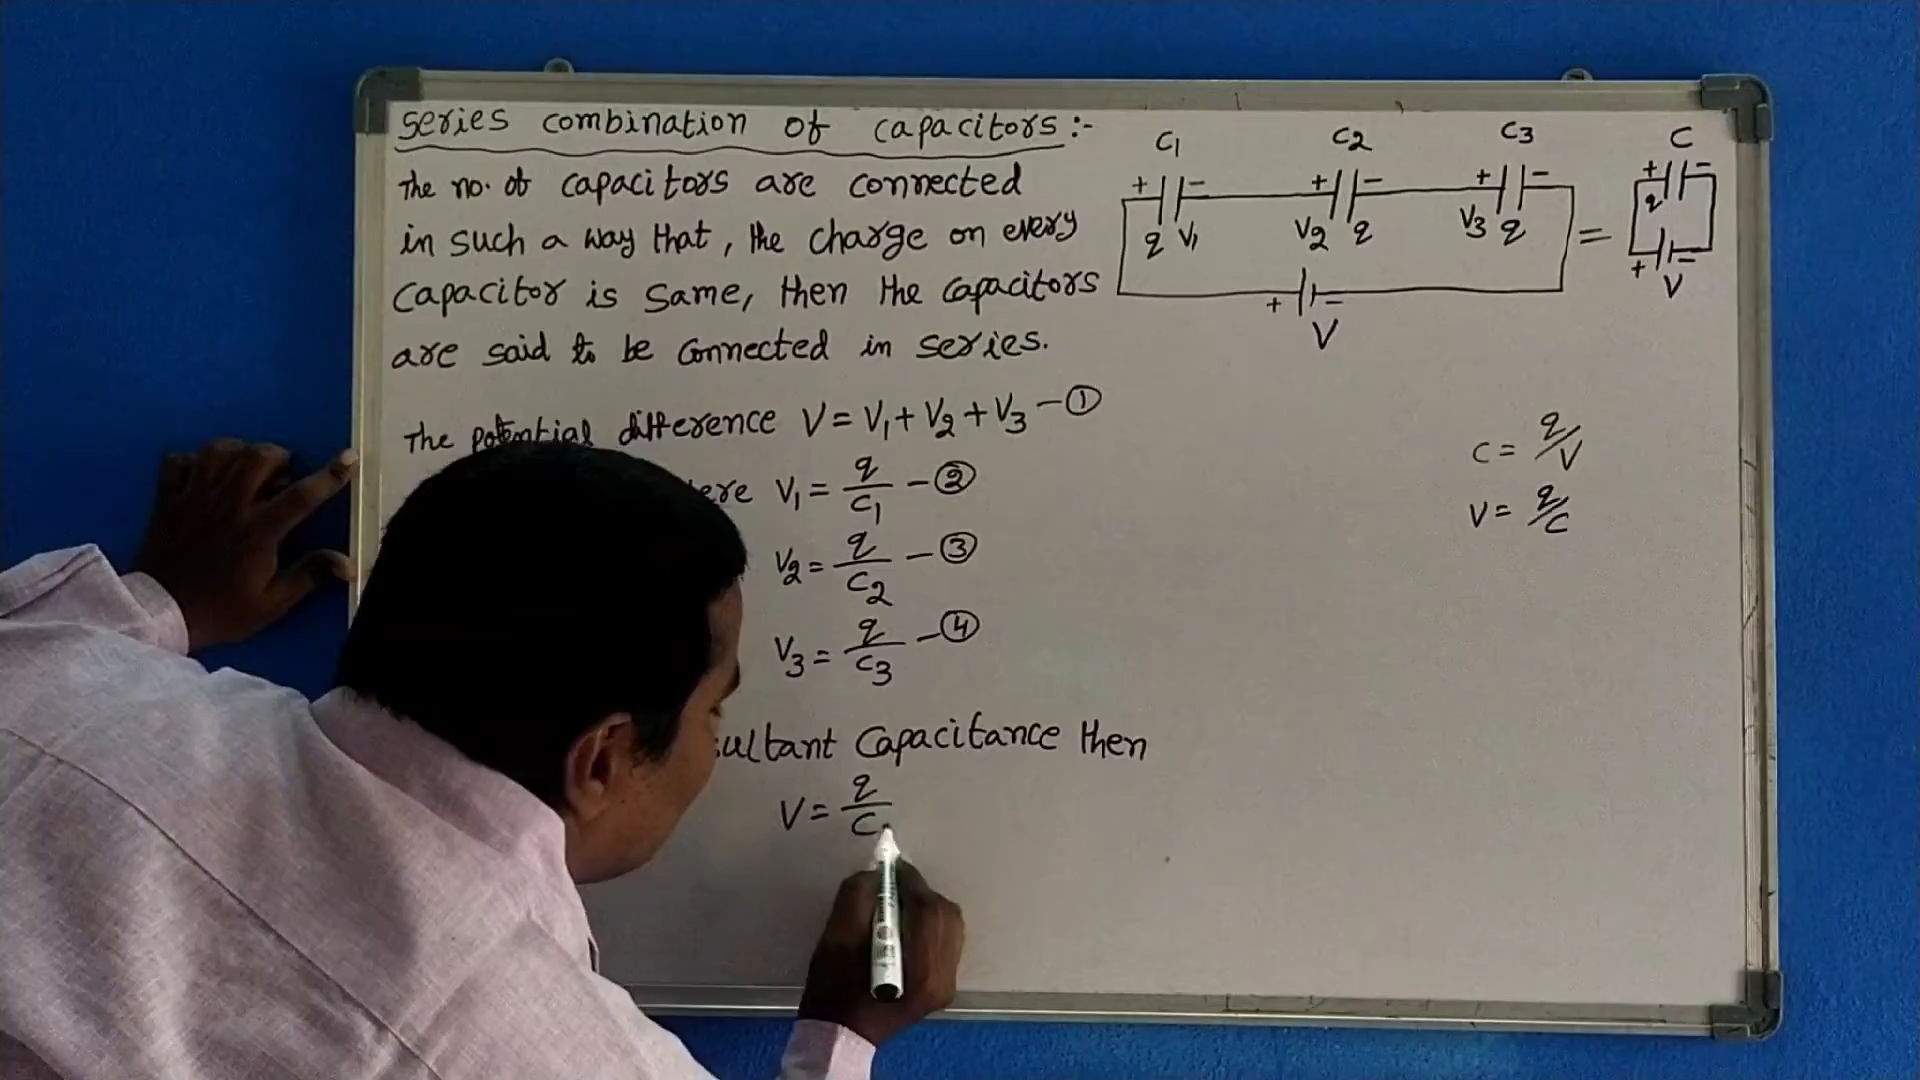 Series combination of capacitors :-
The no. of capacitors are connected
in such a way that, the charge on every
capacitor is same, then the capacitors
are said to be connected in series.
The potential difference V = V1 + V2 + V3 - ①
V1 = q/C1 - ②
V2 = q/C2 - ③
V3 = q/C3 - ④
Capacitance then
V = q/C
C1 C2 C3 C
+ - + - + - + -
q V1 V2 q V3 q = q
+ - + -
V V
C = q/V
V = q/C